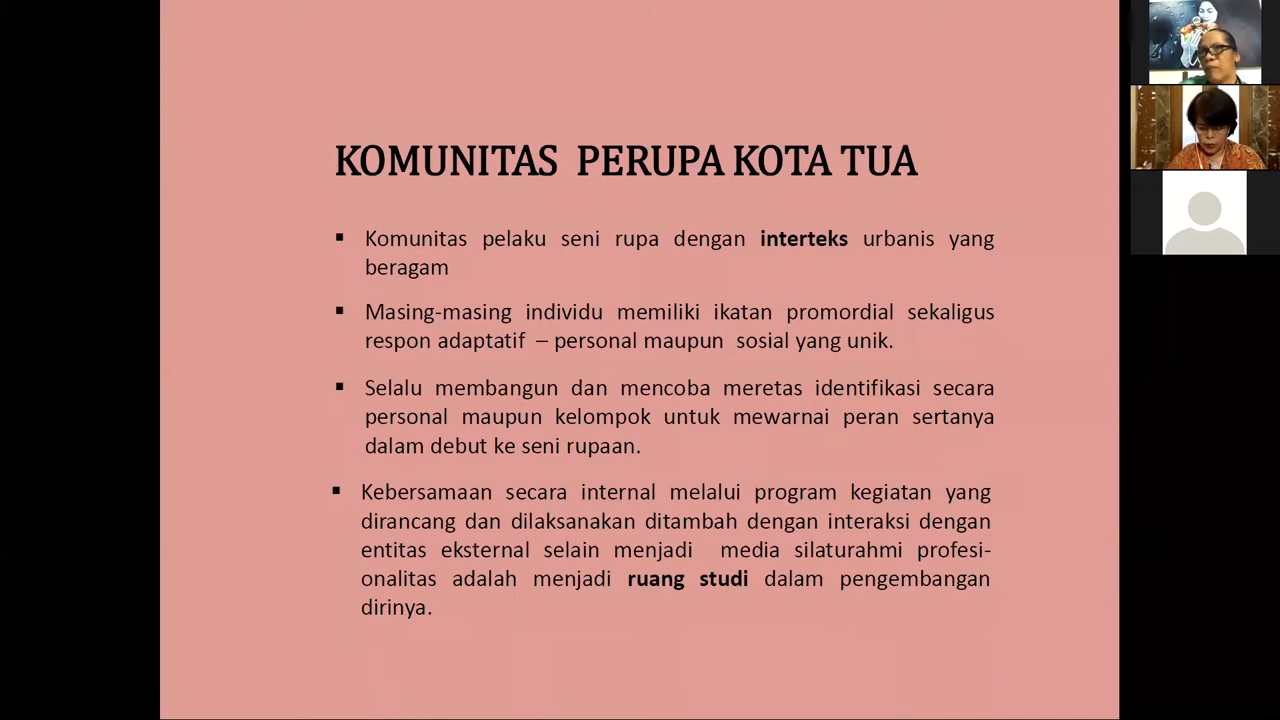 KOMUNITAS PERUPA KOTA TUA
▪ Komunitas pelaku seni rupa dengan interteks urbanis yang
beragam
▪ Masing-masing individu memiliki ikatan promordial sekaligus
respon adaptatif – personal maupun sosial yang unik.
▪ Selalu membangun dan mencoba meretas identifikasi secara
personal maupun kelompok untuk mewarnai peran sertanya
dalam debut ke seni rupaan.
▪ Kebersamaan secara internal melalui program kegiatan yang
dirancang dan dilaksanakan ditambah dengan interaksi dengan
entitas eksternal selain menjadi media silaturahmi profesi-
onalitas adalah menjadi ruang studi dalam pengembangan
dirinya.